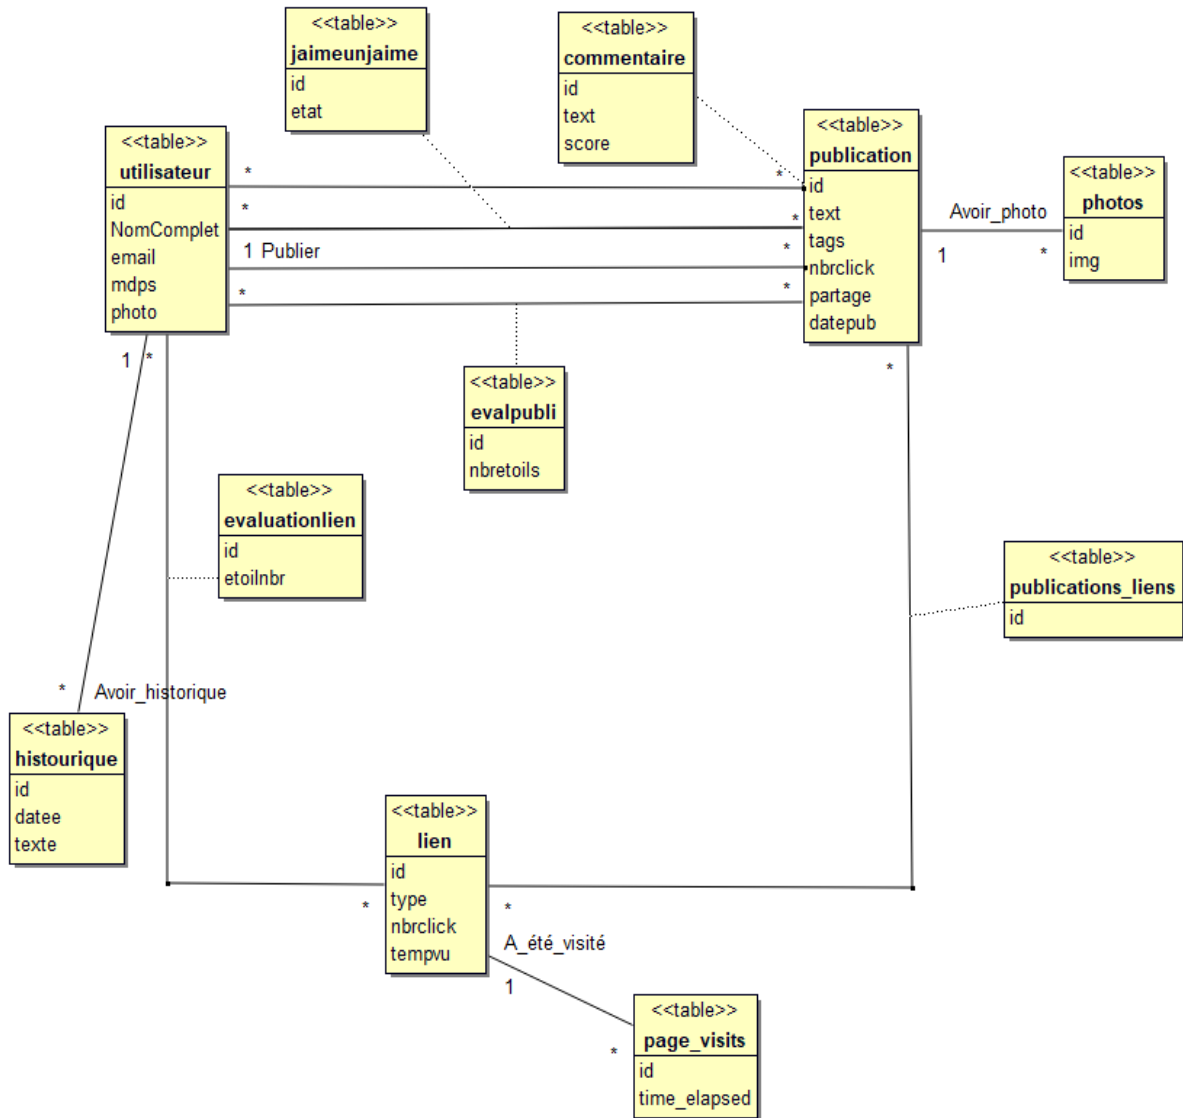 <<table>>
jaimeunjaime
id
etat
<<table>>
commentaire
id
text
score
<<table>>
utilisateur
id
NomComplet
email
mdps
photo
<<table>>
publication
id
text
tags
nbrclick
partage
datepub
<<table>>
photos
id
img
Avoir_photo
1
*
*
*
*
*
1 Publier
*
*
*
<<table>>
evalpubli
id
nbretoils
1
*
*
<<table>>
evaluationlien
id
etoilnbr
<<table>>
publications_liens
id
*
Avoir_historique
<<table>>
histourique
id
datee
texte
<<table>>
lien
id
type
nbrclick
tempvu
*
*
A_été_visité
1
*
<<table>>
page_visits
id
time_elapsed